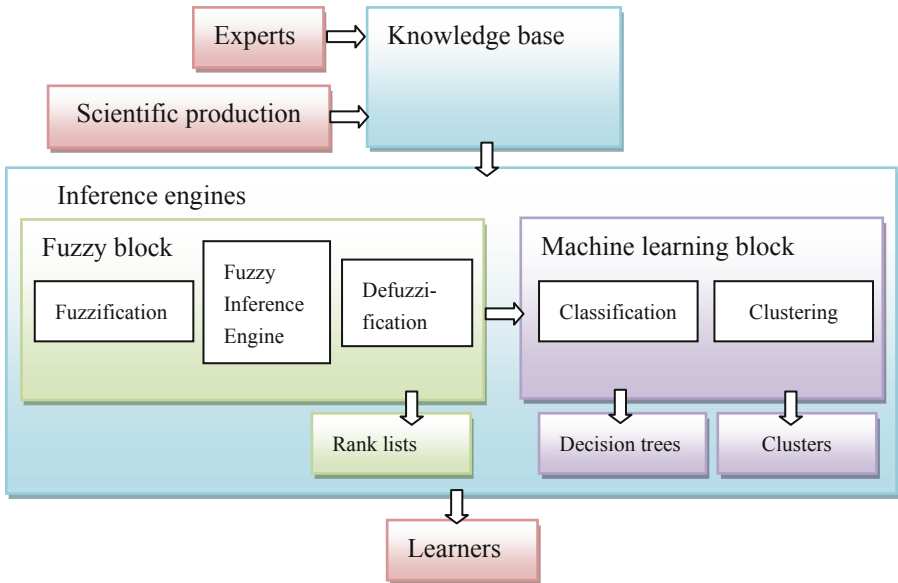 Experts
Knowledge base
Scientific production
Inference engines
Fuzzy block
Fuzzification
Fuzzy
Inference
Engine
Defuzzi-
fication
Machine learning block
Classification
Clustering
Rank lists
Decision trees
Clusters
Learners